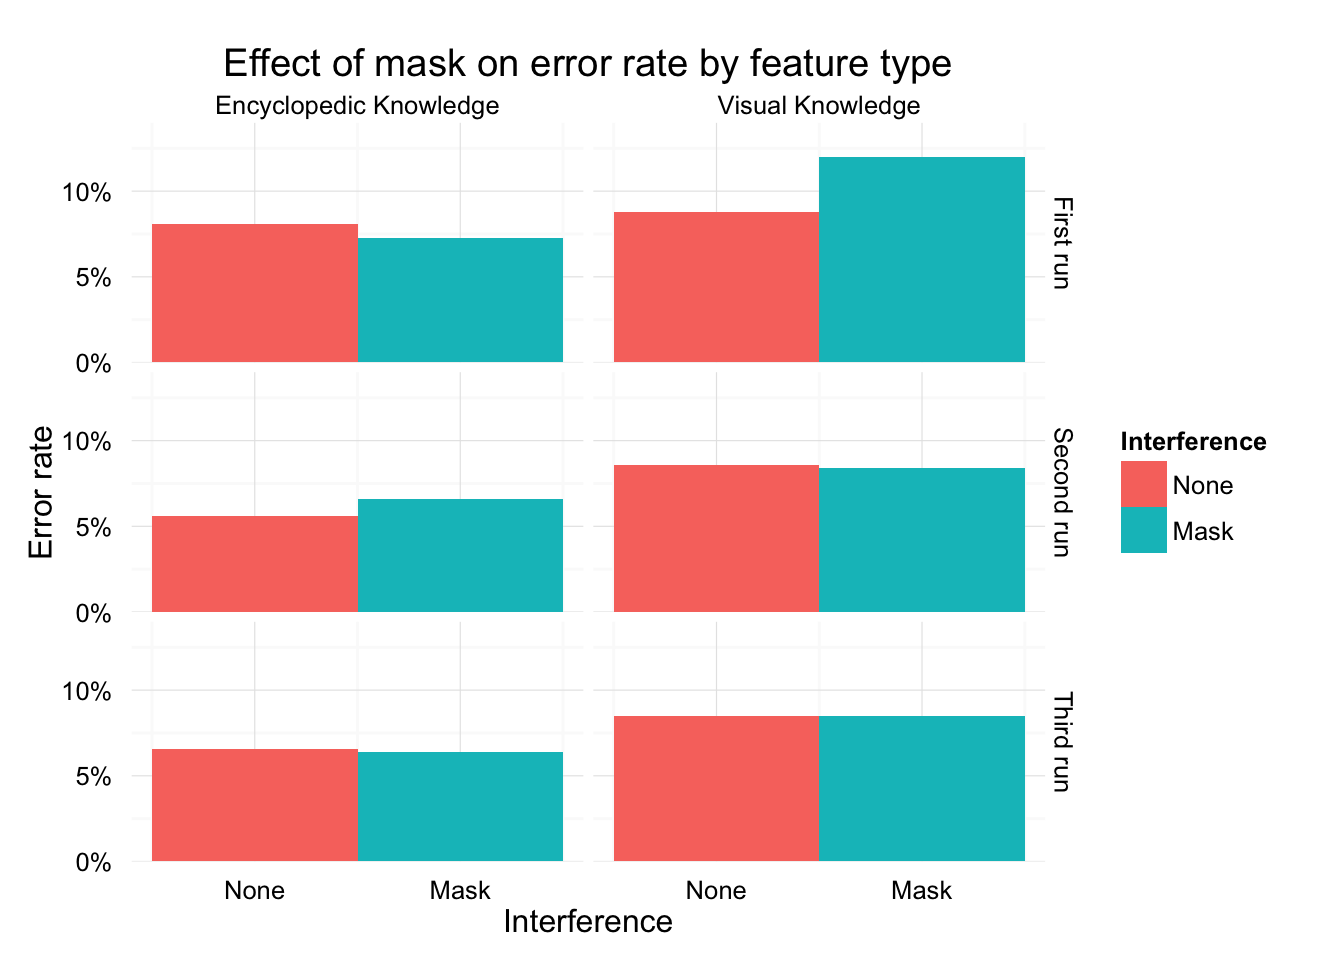 Effect of mask on error rate by feature type
Encyclopedic Knowledge
Visual Knowledge
10%
5%
0%
First run
10%
5%
0%
Second run
10%
5%
0%
Third run
Error rate
None
Mask
None
Mask
Interference
Interference
None
Mask